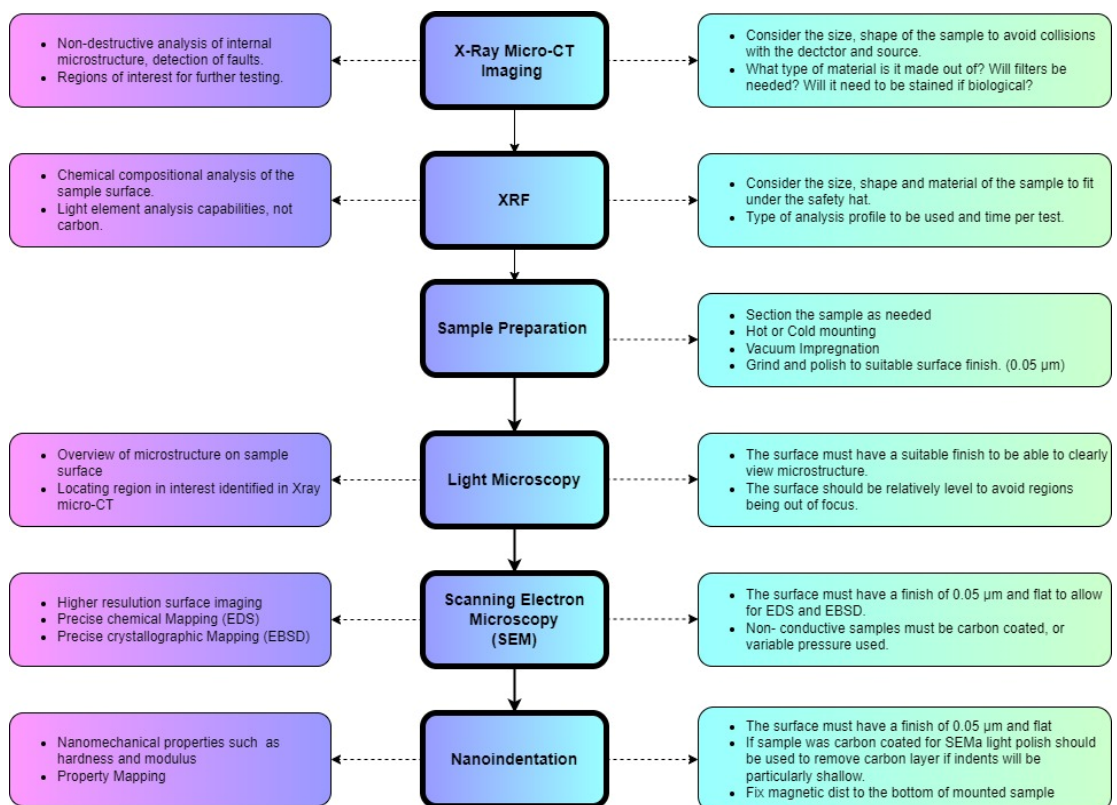 • Non-destructive analysis of internal
microstructure, detection of faults.
• Regions of interest for further testing.
X-Ray Micro-CT
Imaging
• Consider the size, shape of the sample to avoid collisions
with the dectctor and source.
• What type of material is it made out of? Will filters be
needed? Will it need to be stained if biological?
• Chemical compositional analysis of the
sample surface.
• Light element analysis capabilities, not
carbon.
XRF
• Consider the size, shape and material of the sample to fit
under the safety hat.
• Type of analysis profile to be used and time per test.
Sample Preparation
• Section the sample as needed
• Hot or Cold mounting
• Vacuum Impregnation
• Grind and polish to suitable surface finish. (0.05 μm)
• Overview of microstructure on sample
surface
• Locating region in interest identified in Xray
micro-CT
Light Microscopy
• The surface must have a suitable finish to be able to clearly
view microstructure.
• The surface should be relatively level to avoid regions
being out of focus.
• Higher resulution surface imaging
• Precise chemical Mapping (EDS)
• Precise crystallographic Mapping (EBSD)
Scanning Electron
Microscopy
(SEM)
• The surface must have a finish of 0.05 μm and flat to allow
for EDS and EBSD.
• Non- conductive samples must be carbon coated, or
variable pressure used.
• Nanomechanical properties such as
hardness and modulus
• Property Mapping
Nanoindentation
• The surface must have a finish of 0.05 μm and flat
• If sample was carbon coated for SEMa light polish should
be used to remove carbon layer if indents will be
particularly shallow.
• Fix magnetic dist to the bottom of mounted sample